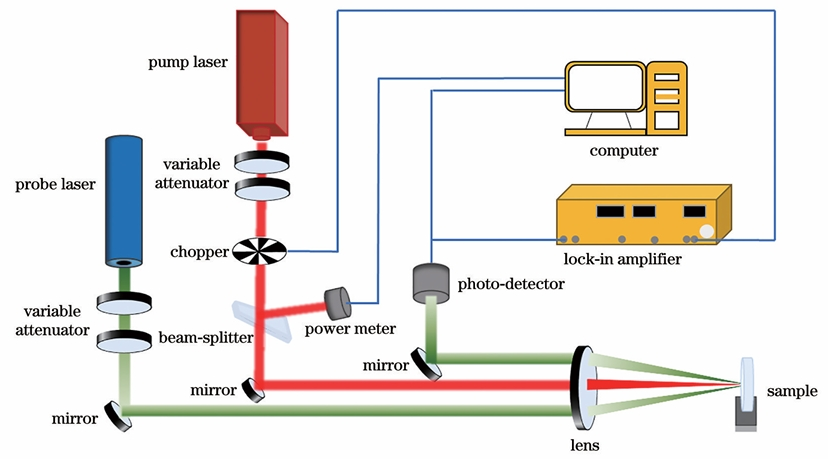 pump laser
probe laser
variable
attenuator
computer
chopper
lock-in amplifier
photo-detector
variable
attenuator
beam-splitter
power meter
mirror
mirror
sample
mirror
lens